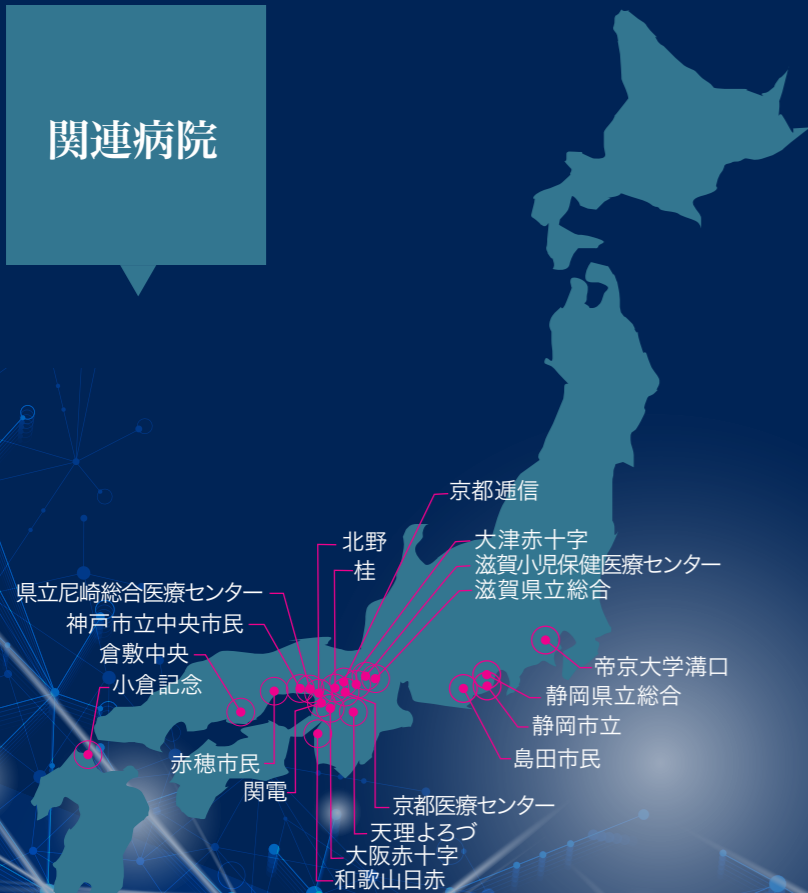 関連病院
京都逓信
大津赤十字
滋賀小児保健医療センター
滋賀県立総合
北野
桂
県立尼崎総合医療センター
神戸市立中央市民
倉敷中央
小倉記念
帝京大学溝口
静岡県立総合
静岡市立
島田市民
赤穂市民
関電
京都医療センター
天理よろづ
大阪赤十字
和歌山日赤